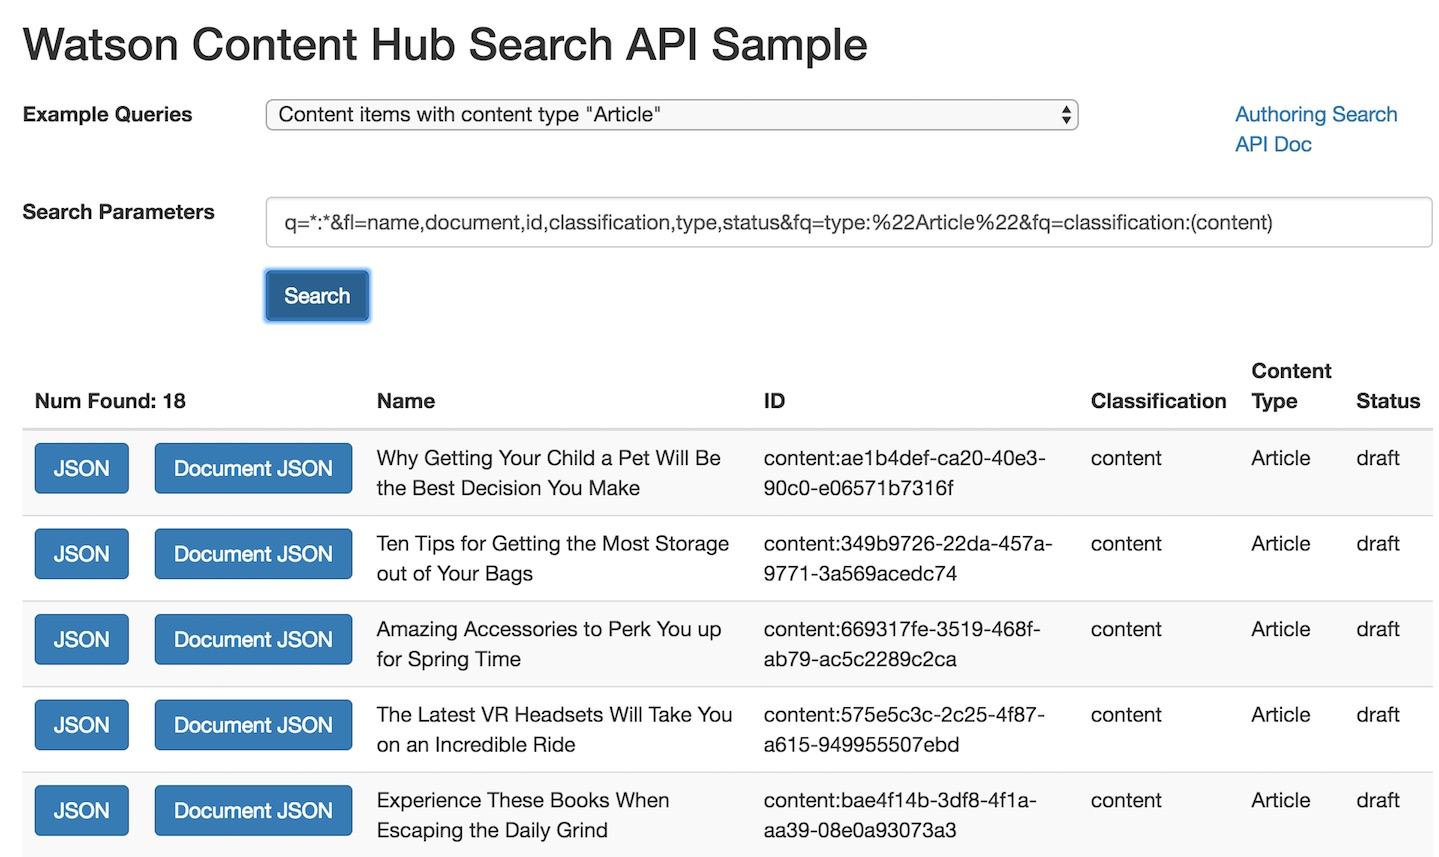 Watson Content Hub Search API Sample
Example Queries
Content items with content type "Article"
Authoring Search
API Doc
Search Parameters
q=*:*&fl=name,document,id,classification,type,status&fq=type:%22Article%22&fq=classification:(content)
Search
Num Found: 18 Name ID Classification Content Type Status
JSON Document JSON Why Getting Your Child a Pet Will Be content:ae1b4def-ca20-40e3- content Article draft
the Best Decision You Make 90c0-e06571b7316f
JSON Document JSON Ten Tips for Getting the Most Storage content:349b9726-22da-457a- content Article draft
out of Your Bags 9771-3a569acedc74
JSON Document JSON Amazing Accessories to Perk You up content:669317fe-3519-468f- content Article draft
for Spring Time ab79-ac5c2289c2ca
JSON Document JSON The Latest VR Headsets Will Take You content:575e5c3c-2c25-4f87- content Article draft
on an Incredible Ride a615-949955507ebd
JSON Document JSON Experience These Books When content:bae4f14b-3df8-4f1a- content Article draft
Escaping the Daily Grind aa39-08e0a93073a3